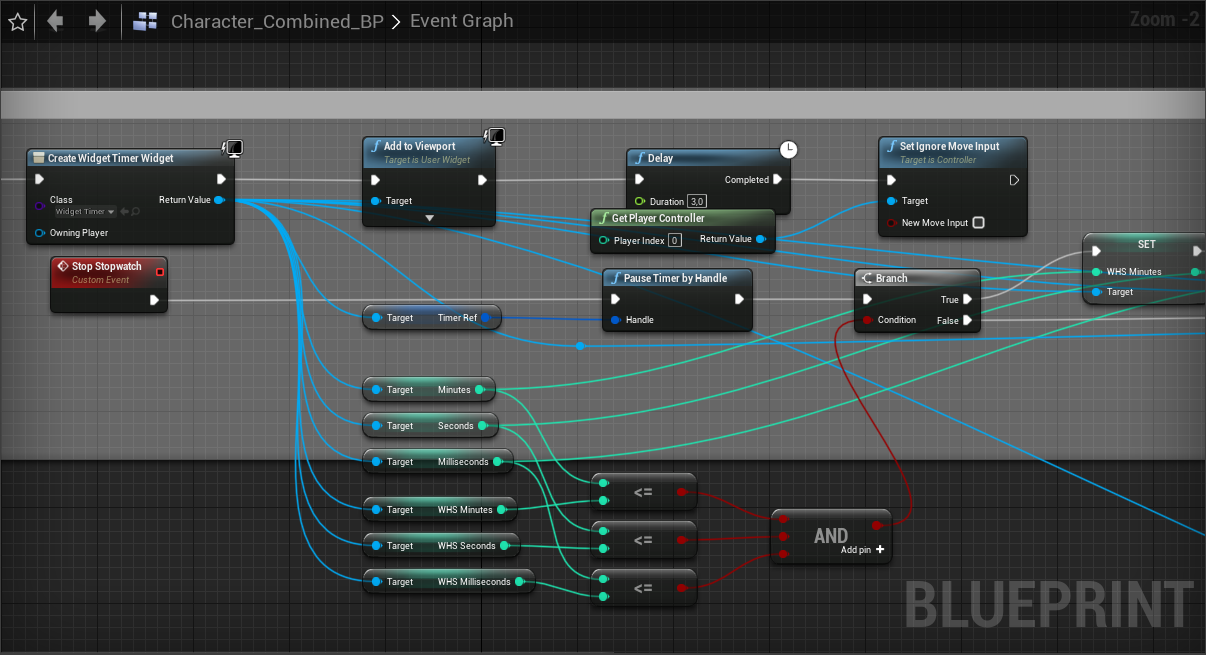 Character_Combined_BP > Event Graph
Zoom -2
Create Widget Timer Widget
Class
Widget Timer
Return Value
Owning Player
Add to Viewport
Target is User Widget
Target
Delay
Completed
Duration 3,0
Set Ignore Move Input
Target is Controller
Target
New Move Input
Get Player Controller
Player Index 0
Return Value
SET
WHS Minutes
Target
Stop Stopwatch
Custom Event
Target Timer Ref
Pause Timer by Handle
Handle
Branch
True
Condition False
Target Minutes
Target Seconds
Target Milliseconds
Target WHS Minutes
Target WHS Seconds
Target WHS Milliseconds
<=
<=
<=
AND
Add pin +
BLUEPRINT